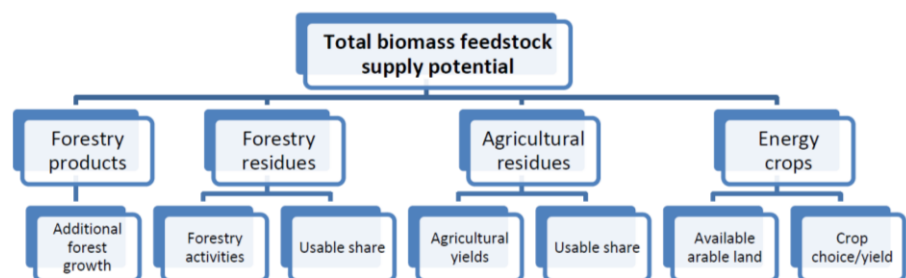 Total biomass feedstock
supply potential
Forestry
products
Forestry
residues
Agricultural
residues
Energy
crops
Additional
forest
growth
Forestry
activities
Usable share
Agricultural
yields
Usable share
Available
arable land
Crop
choice/yield